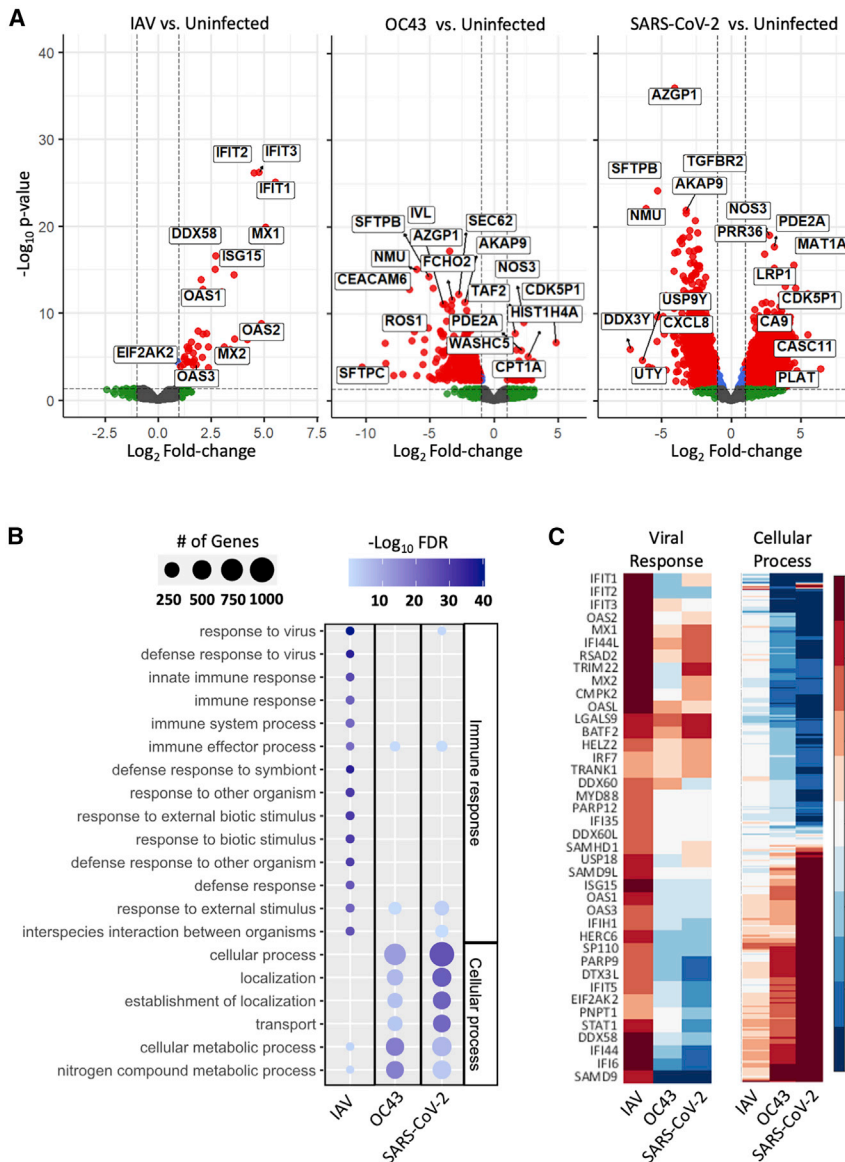 A
IAV vs. Uninfected
OC43 vs. Uninfected
SARS-CoV-2 vs. Uninfected
-Log10 p-value
40
30
20
10
0
IFIT2
IFIT3
IFIT1
DDX58
MX1
ISG15
OAS1
OAS2
EIF2AK2
MX2
OAS3
-2.5
0.0
2.5
5.0
7.5
Log2 Fold-change
IVL
SFTPB
SEC62
AZGP1
AKAP9
NMU
FCHO2
NOS3
CEACAM6
TAF2
CDK5P1
HIST1H4A
ROS1
PDE2A
WASHC5
CPT1A
SFTPC
-10
-5
0
5
Log2 Fold-change
AZGP1
SFTPB
TGFBR2
AKAP9
NMU
NOS3
PDE2A
PRR36
MAT1A
LRP1
USP9Y
CDK5P1
DDX3Y
CXCL8
CA9
CASC11
UTY
PLAT
-5
0
5
Log2 Fold-change
B
# of Genes
250 500 750 1000
-Log10 FDR
10 20 30 40
response to virus
defense response to virus
innate immune response
immune response
immune system process
immune effector process
defense response to symbiont
response to other organism
response to external biotic stimulus
response to biotic stimulus
defense response to other organism
defense response
response to external stimulus
interspecies interaction between organisms
cellular process
localization
establishment of localization
transport
cellular metabolic process
nitrogen compound metabolic process
Immune response
Cellular process
IAV
OC43
SARS-CoV-2
C
Viral
Response
Cellular
Process
IFIT1
IFIT2
IFIT3
OAS2
MX1
IFI44L
RSAD2
TRIM22
MX2
CMPK2
OASL
LGALS9
BATF2
HELZ2
IRF7
TRANK1
DDX60
MYD88
PARP12
IFI35
DDX60L
SAMHD1
USP18
SAMD9L
ISG15
OAS1
OAS3
IFIH1
HERC6
SP110
PARP9
DTX3L
IFIT5
EIF2AK2
PNPT1
STAT1
DDX58
IFI44
IFI6
SAMD9
IAV
OC43
SARS-CoV-2
IAV
OC43
SARS-CoV-2